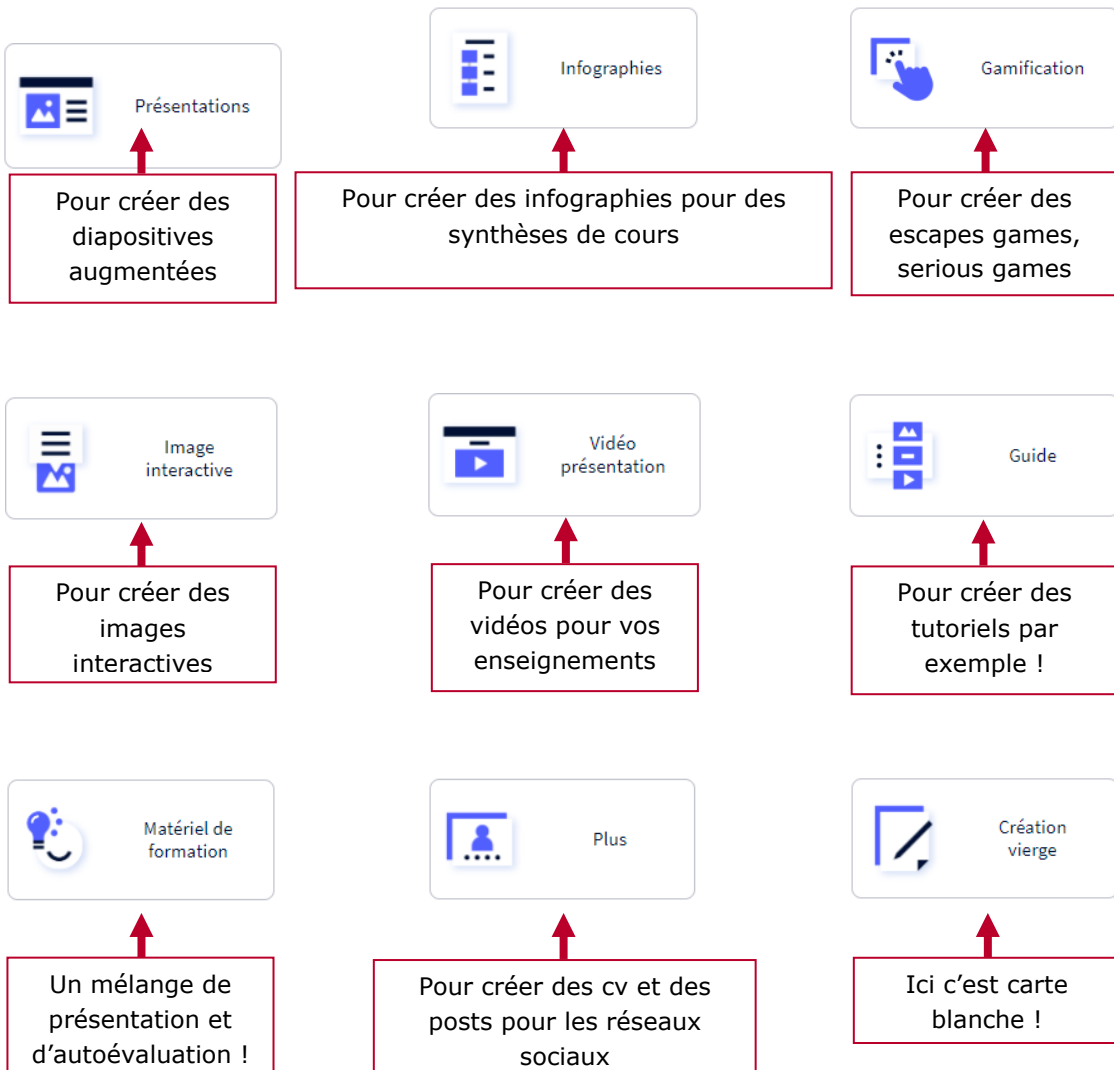 Présentations
Infographies
Gamification
Pour créer des
diapositives
augmentées
Pour créer des infographies pour des
synthèses de cours
Pour créer des
escapes games,
serious games
Image
interactive
Vidéo
présentation
Guide
Pour créer des
images
interactives
Pour créer des
vidéos pour vos
enseignements
Pour créer des
tutoriels par
exemple !
Matériel de
formation
Plus
Création
vierge
Un mélange de
présentation et
d’autoévaluation !
Pour créer des cv et des
posts pour les réseaux
sociaux
Ici c’est carte
blanche !